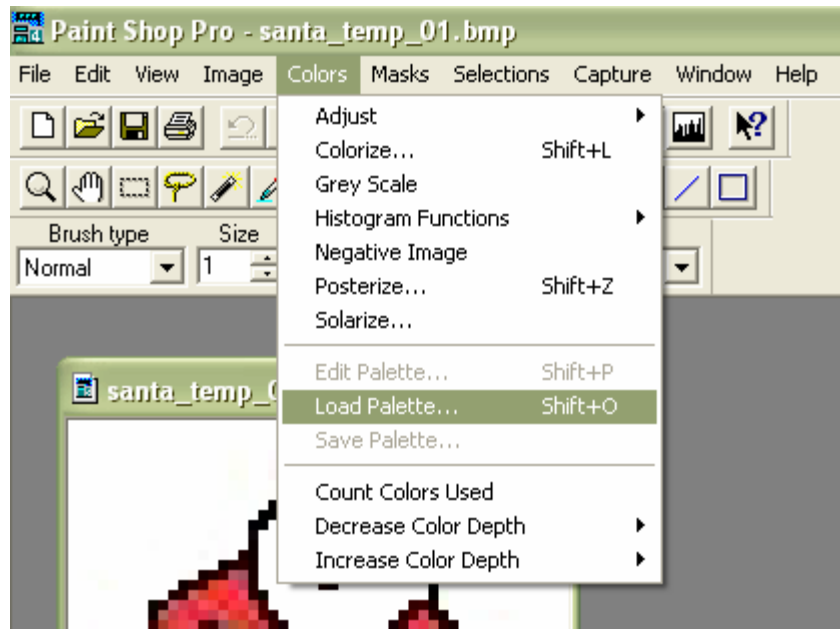 Paint Shop Pro - santa_temp_01.bmp
File Edit View Image Colors Masks Selections Capture Window Help
Adjust
Colorize... Shift+L
Grey Scale
Histogram Functions
Negative Image
Posterize... Shift+Z
Solarize...
Edit Palette... Shift+P
Load Palette... Shift+O
Save Palette...
Count Colors Used
Decrease Color Depth
Increase Color Depth
Brush type Size
Normal 1
santa_temp_